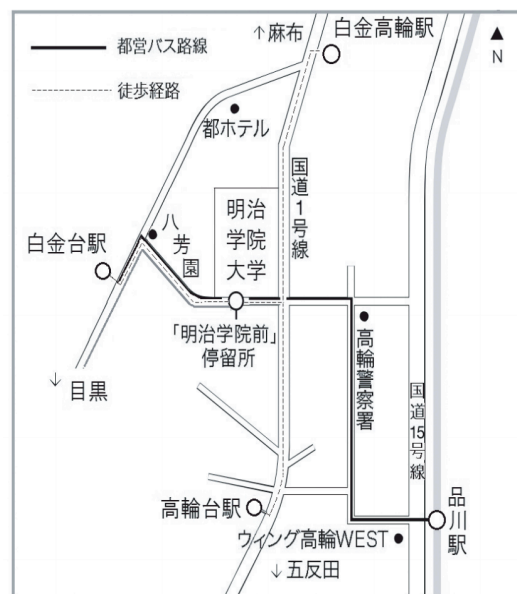 都営バス路線
徒歩経路
↑麻布
白金高輪駅
▲
N
都ホテル
国道1号線
明治
学院
大学
八芳園
白金台駅
「明治学院前」
停留所
高輪警察署
↓目黒
国道15号線
高輪台駅
品川駅
ウィング高輪WEST
↓五反田